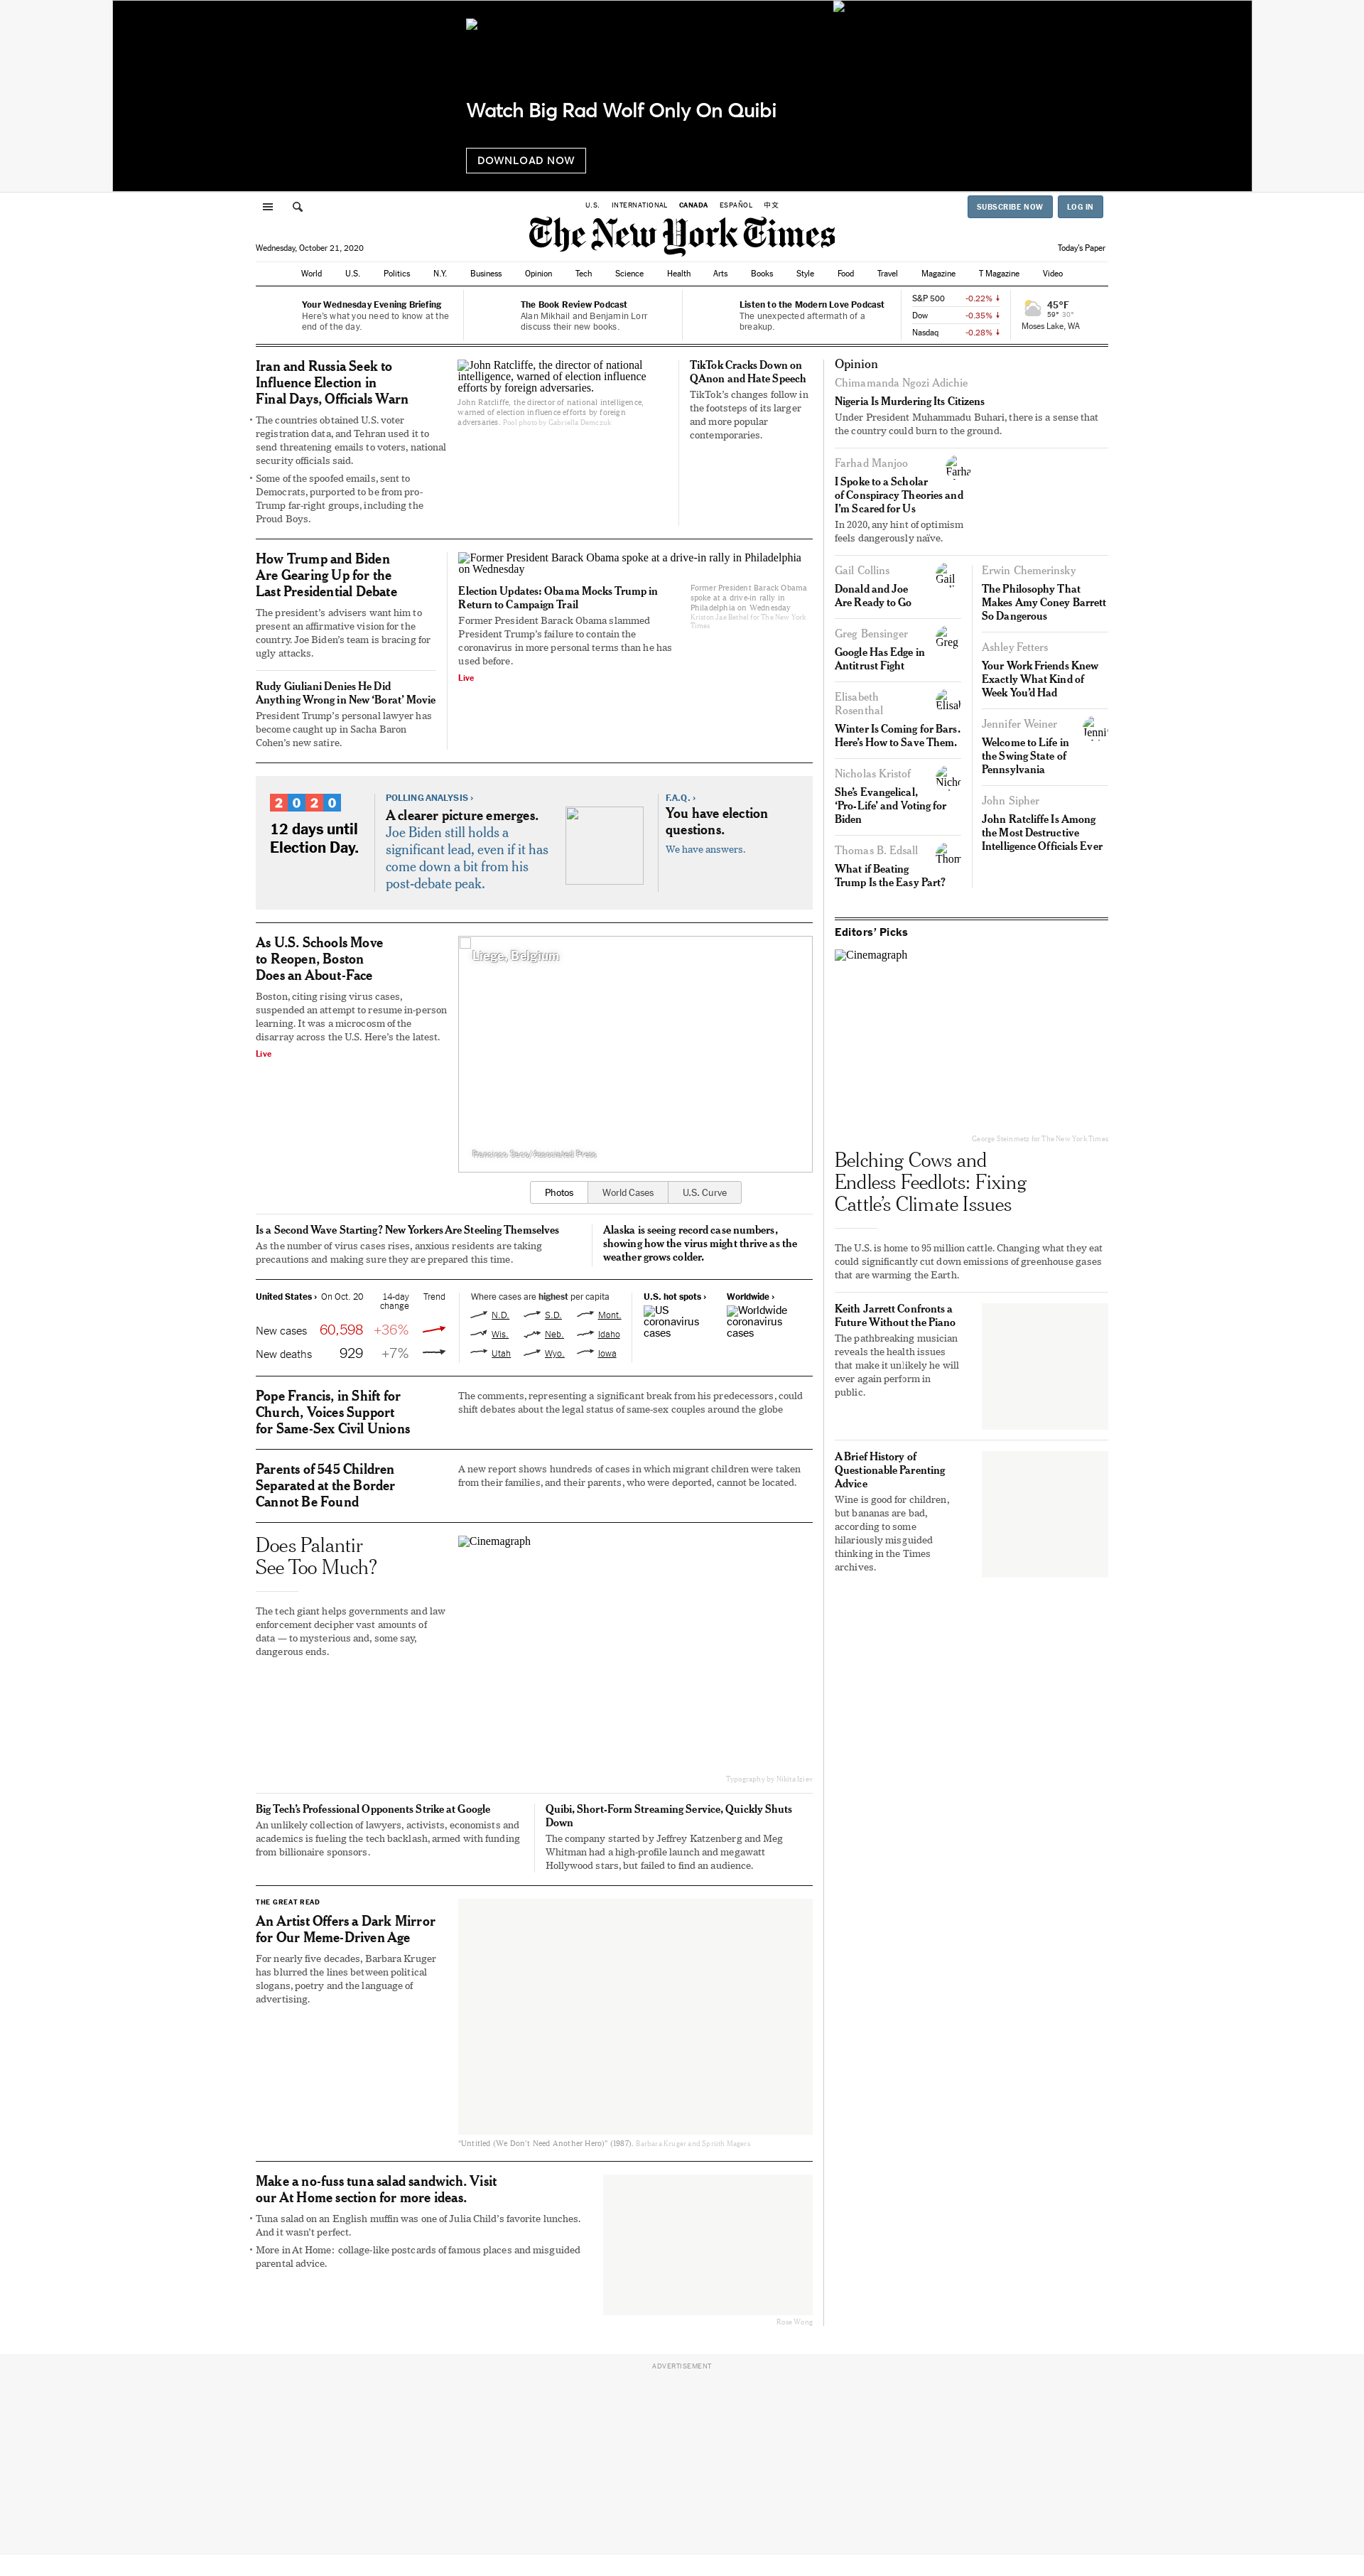 Watch Big Rad Wolf Only On Quibi
DOWNLOAD NOW
U.S. INTERNATIONAL CANADA ESPAÑOL 中文
SUBSCRIBE NOW LOG IN
The New York Times
Wednesday, October 21, 2020
Today's Paper
World U.S. Politics N.Y. Business Opinion Tech Science Health Arts Books Style Food Travel Magazine T Magazine Video
Your Wednesday Evening Briefing
Here's what you need to know at the
end of the day.
The Book Review Podcast
Alan Mikhail and Benjamin Lorr
discuss their new books.
Listen to the Modern Love Podcast
The unexpected aftermath of a
breakup.
S&P 500 -0.22% ↓
Dow -0.35% ↓
Nasdaq -0.28% ↓
45°F
59° 30°
Moses Lake, WA
Iran and Russia Seek to
Influence Election in
Final Days, Officials Warn
• The countries obtained U.S. voter
registration data, and Tehran used it to
send threatening emails to voters, national
security officials said.
• Some of the spoofed emails, sent to
Democrats, purported to be from pro-
Trump far-right groups, including the
Proud Boys.
John Ratcliffe, the director of national
intelligence, warned of election influence
efforts by foreign adversaries.
John Ratcliffe, the director of national intelligence,
warned of election influence efforts by foreign
adversaries. Pool photo by Gabriella Demczuk
TikTok Cracks Down on
QAnon and Hate Speech
TikTok's changes follow in
the footsteps of its larger
and more popular
contemporaries.
How Trump and Biden
Are Gearing Up for the
Last Presidential Debate
The president's advisers want him to
present an affirmative vision for the
country. Joe Biden's team is bracing for
ugly attacks.
Rudy Giuliani Denies He Did
Anything Wrong in New 'Borat' Movie
President Trump's personal lawyer has
become caught up in Sacha Baron
Cohen's new satire.
Former President Barack Obama spoke at a drive-in rally in Philadelphia
on Wednesday
Election Updates: Obama Mocks Trump in
Return to Campaign Trail
Former President Barack Obama slammed
President Trump's failure to contain the
coronavirus in more personal terms than he has
used before.
Live
Former President Barack Obama
spoke at a drive-in rally in
Philadelphia on Wednesday
Kriston Jae Bethel for The New York
Times
2020
12 days until
Election Day.
POLLING ANALYSIS ›
A clearer picture emerges.
Joe Biden still holds a
significant lead, even if it has
come down a bit from his
post-debate peak.
F.A.Q. ›
You have election
questions.
We have answers.
As U.S. Schools Move
to Reopen, Boston
Does an About-Face
Boston, citing rising virus cases,
suspended an attempt to resume in-person
learning. It was a microcosm of the
disarray across the U.S. Here's the latest.
Live
Liege, Belgium
Francisco Seco/Associated Press
Photos World Cases U.S. Curve
Is a Second Wave Starting? New Yorkers Are Steeling Themselves
As the number of virus cases rises, anxious residents are taking
precautions and making sure they are prepared this time.
Alaska is seeing record case numbers,
showing how the virus might thrive as the
weather grows colder.
United States › On Oct. 20 14-day
change Trend
New cases 60,598 +36%
New deaths 929 +7%
Where cases are highest per capita
N.D. S.D. Mont.
Wis. Neb. Idaho
Utah Wyo. Iowa
U.S. hot spots ›
US
coronavirus
cases
Worldwide ›
Worldwide
coronavirus
cases
Pope Francis, in Shift for
Church, Voices Support
for Same-Sex Civil Unions
The comments, representing a significant break from his predecessors, could
shift debates about the legal status of same-sex couples around the globe
Parents of 545 Children
Separated at the Border
Cannot Be Found
A new report shows hundreds of cases in which migrant children were taken
from their families, and their parents, who were deported, cannot be located.
Does Palantir
See Too Much?
The tech giant helps governments and law
enforcement decipher vast amounts of
data — to mysterious and, some say,
dangerous ends.
Cinemagraph
Typography by Nikita Iziev
Big Tech's Professional Opponents Strike at Google
An unlikely collection of lawyers, activists, economists and
academics is fueling the tech backlash, armed with funding
from billionaire sponsors.
Quibi, Short-Form Streaming Service, Quickly Shuts
Down
The company started by Jeffrey Katzenberg and Meg
Whitman had a high-profile launch and megawatt
Hollywood stars, but failed to find an audience.
THE GREAT READ
An Artist Offers a Dark Mirror
for Our Meme-Driven Age
For nearly five decades, Barbara Kruger
has blurred the lines between political
slogans, poetry and the language of
advertising.
"Untitled (We Don't Need Another Hero)" (1987). Barbara Kruger and Sprüth Magers
Make a no-fuss tuna salad sandwich. Visit
our At Home section for more ideas.
• Tuna salad on an English muffin was one of Julia Child's favorite lunches.
And it wasn't perfect.
• More in At Home: collage-like postcards of famous places and misguided
parental advice.
Rose Wong
Opinion
Chimamanda Ngozi Adichie
Nigeria Is Murdering Its Citizens
Under President Muhammadu Buhari, there is a sense that
the country could burn to the ground.
Farhad Manjoo
Farha
I Spoke to a Scholar
of Conspiracy Theories and
I'm Scared for Us
In 2020, any hint of optimism
feels dangerously naïve.
Gail Collins
Gail
Donald and Joe
Are Ready to Go
Greg Bensinger
Greg
Google Has Edge in
Antitrust Fight
Elisabeth
Rosenthal
Elisab
Winter Is Coming for Bars.
Here's How to Save Them.
Nicholas Kristof
Nicho
She's Evangelical,
'Pro-Life' and Voting for
Biden
Thomas B. Edsall
Thom
What if Beating
Trump Is the Easy Part?
Erwin Chemerinsky
The Philosophy That
Makes Amy Coney Barrett
So Dangerous
Ashley Fetters
Your Work Friends Knew
Exactly What Kind of
Week You'd Had
Jennifer Weiner
Jenni
Welcome to Life in
the Swing State of
Pennsylvania
John Sipher
John Ratcliffe Is Among
the Most Destructive
Intelligence Officials Ever
Editors' Picks
Cinemagraph
George Steinmetz for The New York Times
Belching Cows and
Endless Feedlots: Fixing
Cattle's Climate Issues
The U.S. is home to 95 million cattle. Changing what they eat
could significantly cut down emissions of greenhouse gases
that are warming the Earth.
Keith Jarrett Confronts a
Future Without the Piano
The pathbreaking musician
reveals the health issues
that make it unlikely he will
ever again perform in
public.
A Brief History of
Questionable Parenting
Advice
Wine is good for children,
but bananas are bad,
according to some
hilariously misguided
thinking in the Times
archives.
ADVERTISEMENT